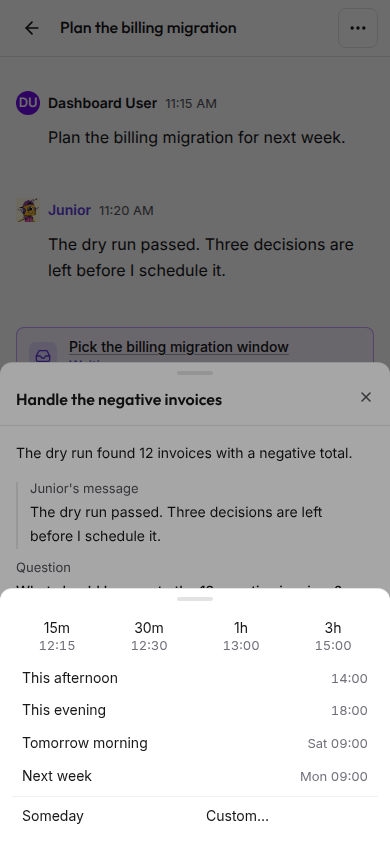 Plan the billing migration
DU Dashboard User 11:15 AM
Plan the billing migration for next week.
Junior 11:20 AM
The dry run passed. Three decisions are
left before I schedule it.
Pick the billing migration window
Handle the negative invoices
The dry run found 12 invoices with a negative total.
Junior's message
The dry run passed. Three decisions are left
before I schedule it.
Question
15m 30m 1h 3h
12:15 12:30 13:00 15:00
This afternoon 14:00
This evening 18:00
Tomorrow morning Sat 09:00
Next week Mon 09:00
Someday Custom...